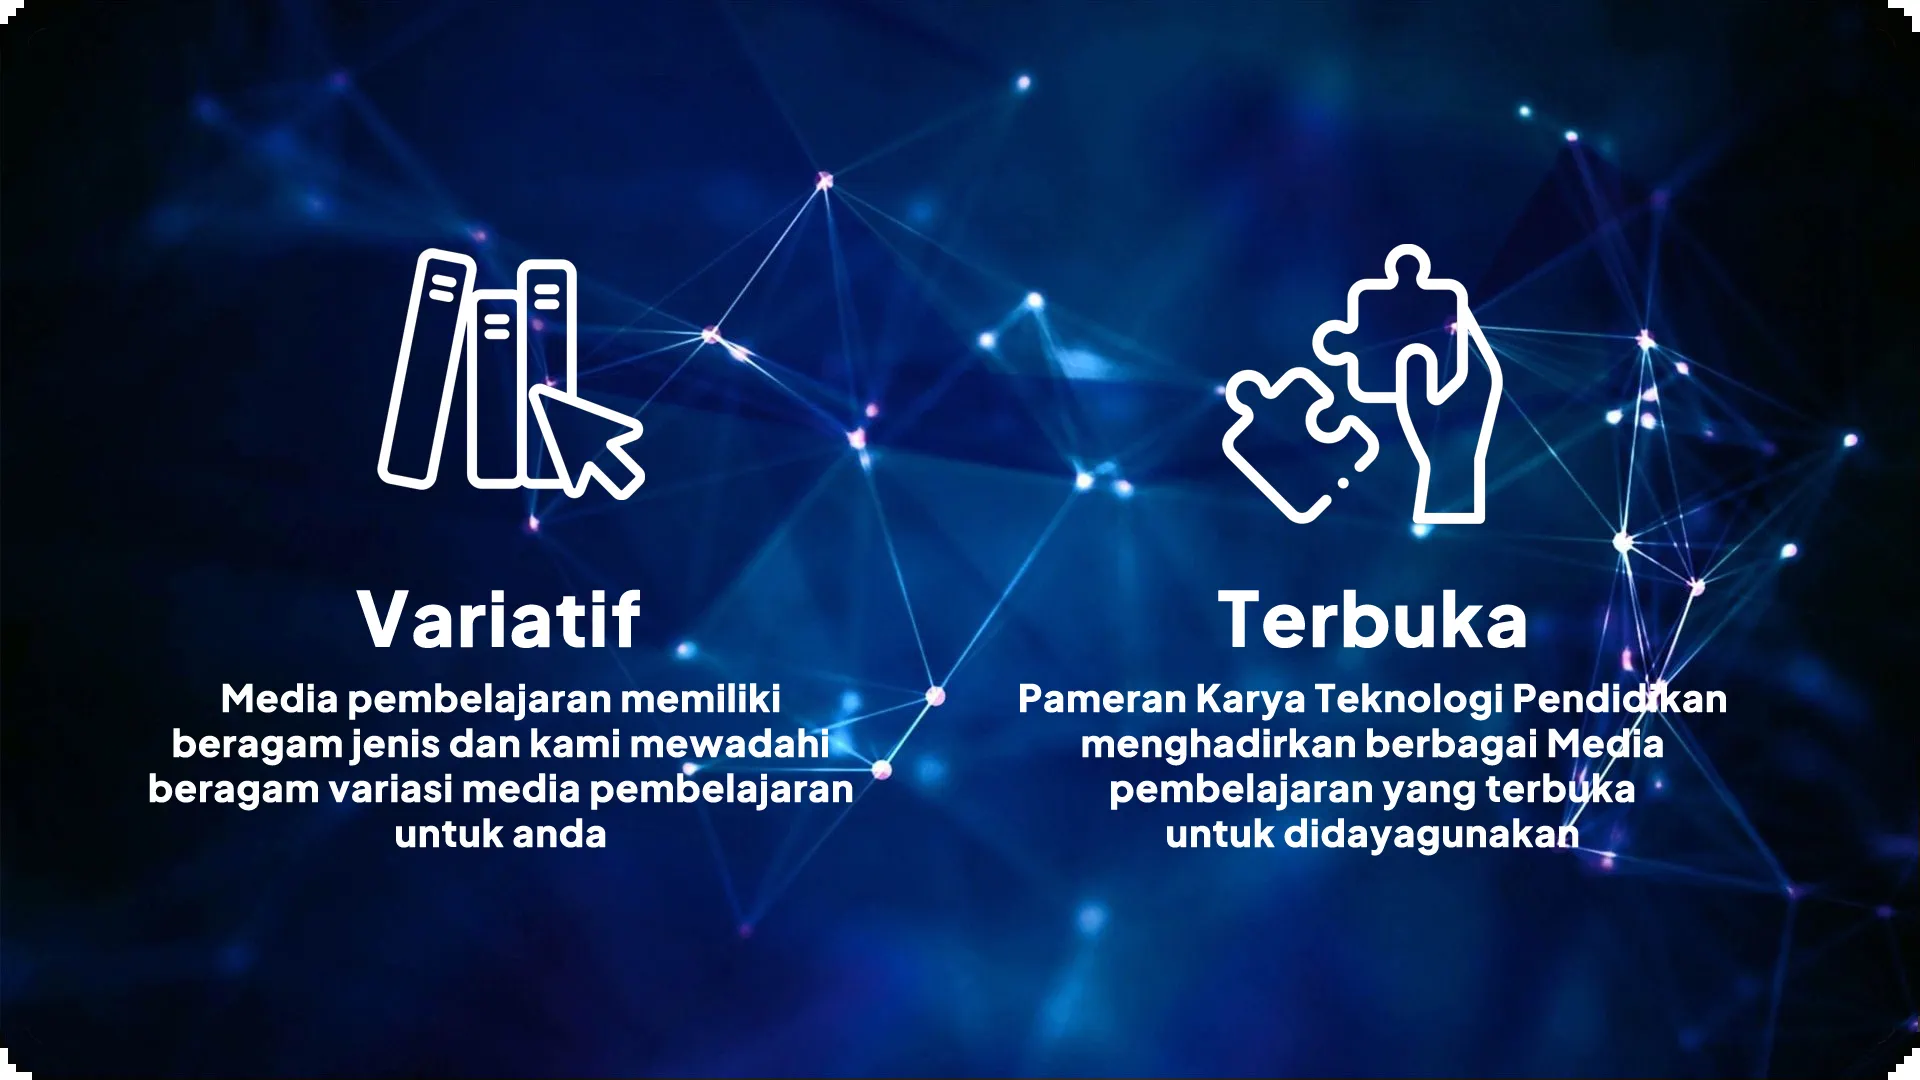 Variatif
Media pembelajaran memiliki
beragam jenis dan kami mewadahi
beragam variasi media pembelajaran
untuk anda
Terbuka
Pameran Karya Teknologi Pendidikan
menghadirkan berbagai Media
pembelajaran yang terbuka
untuk didayagunakan